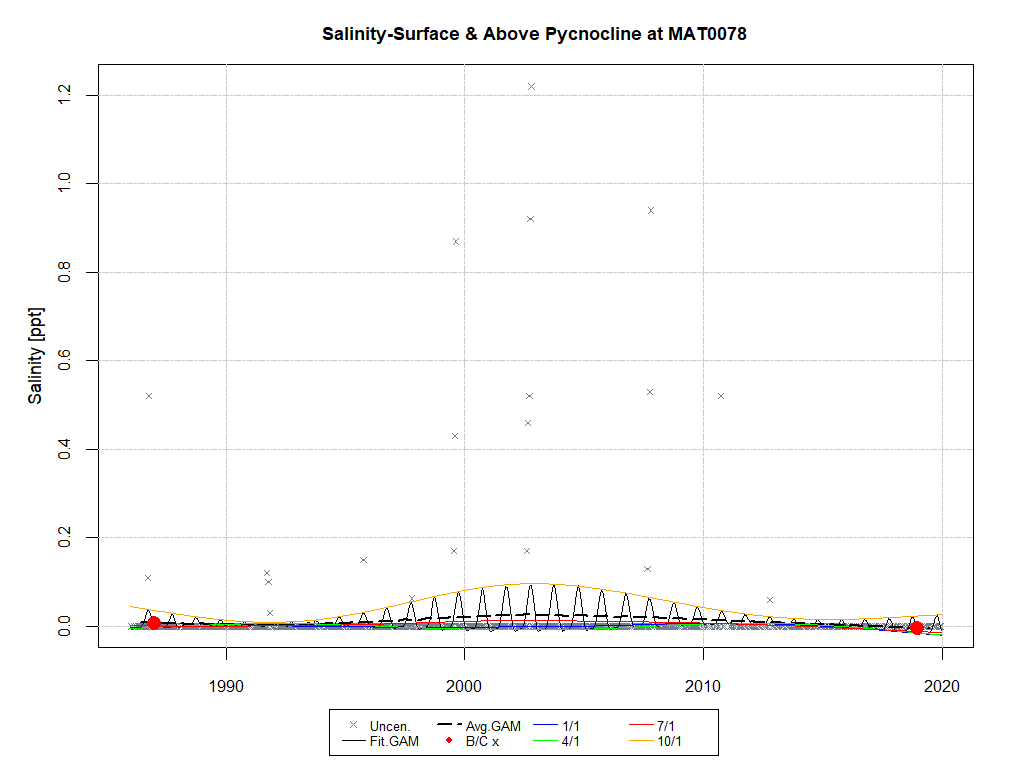 Salinity-Surface & Above Pycnocline at MAT0078
Salinity [ppt]
1.2
1.0
0.8
0.6
0.4
0.2
0.0
1990 2000 2010 2020
Uncen. Avg.GAM 1/1 7/1
Fit.GAM B/C x 4/1 10/1